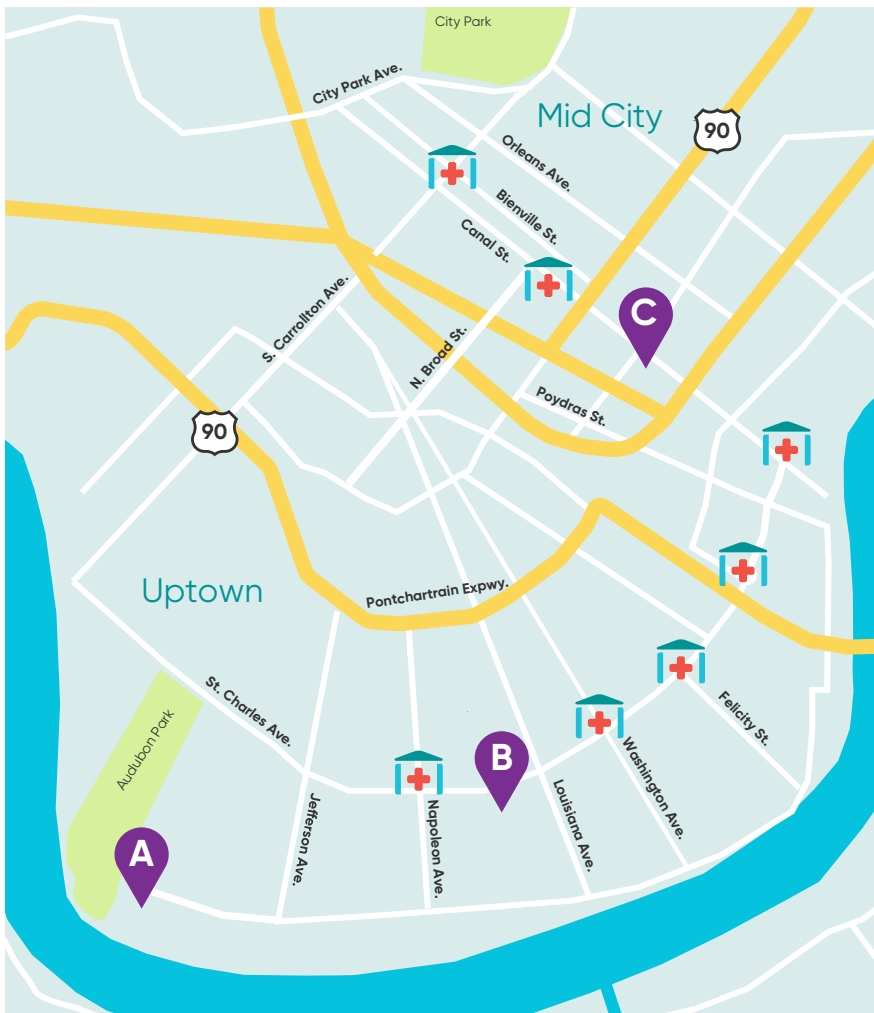 City Park
City Park Ave.
Mid City
90
Orleans Ave.
Bienville St.
Canal St.
S. Carrollton Ave.
C
N. Broad St.
Poydras St.
90
Uptown
Pontchartrain Expwy.
St. Charles Ave.
Felicity St.
Audubon Park
B
Washington Ave.
Jefferson Ave.
Napoleon Ave.
Louisiana Ave.
A